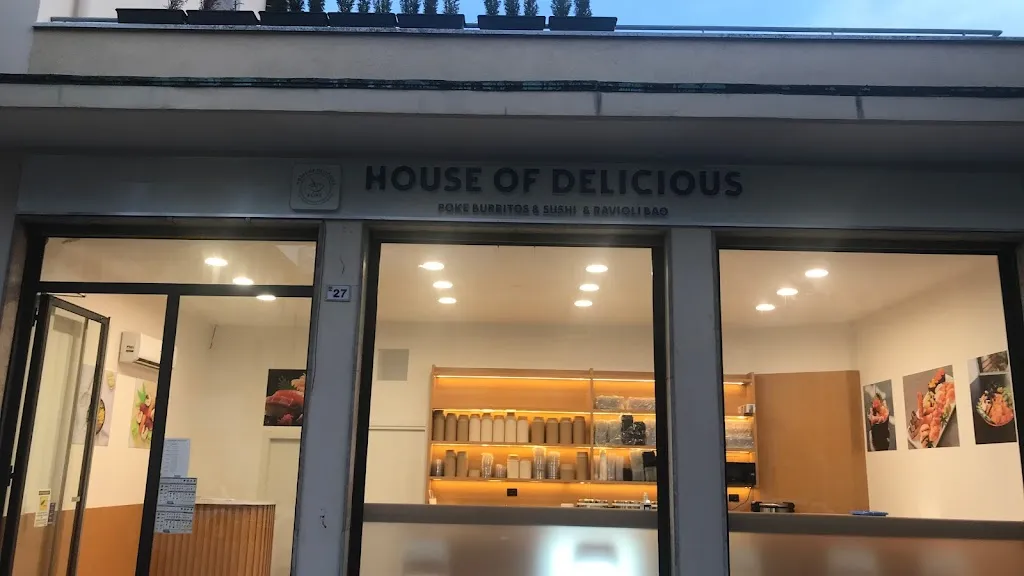 HOUSE OF DELICIOUS
POKE BURRITOS & SUSHI & RAVIOLI BAO
27